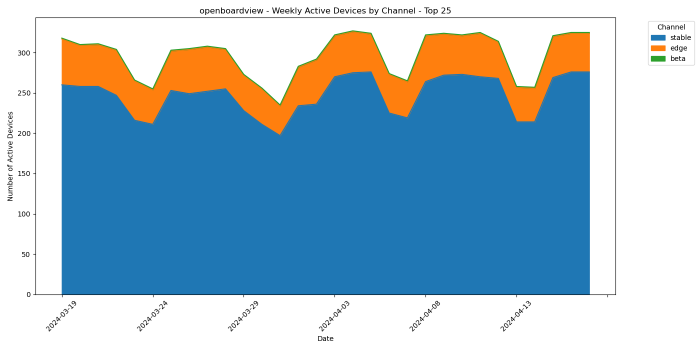 openboardview - Weekly Active Devices by Channel - Top 25
Channel
stable
edge
beta
Number of Active Devices
300
250
200
150
100
50
0
2024-03-19
2024-03-24
2024-03-29
2024-04-03
2024-04-08
2024-04-13
Date